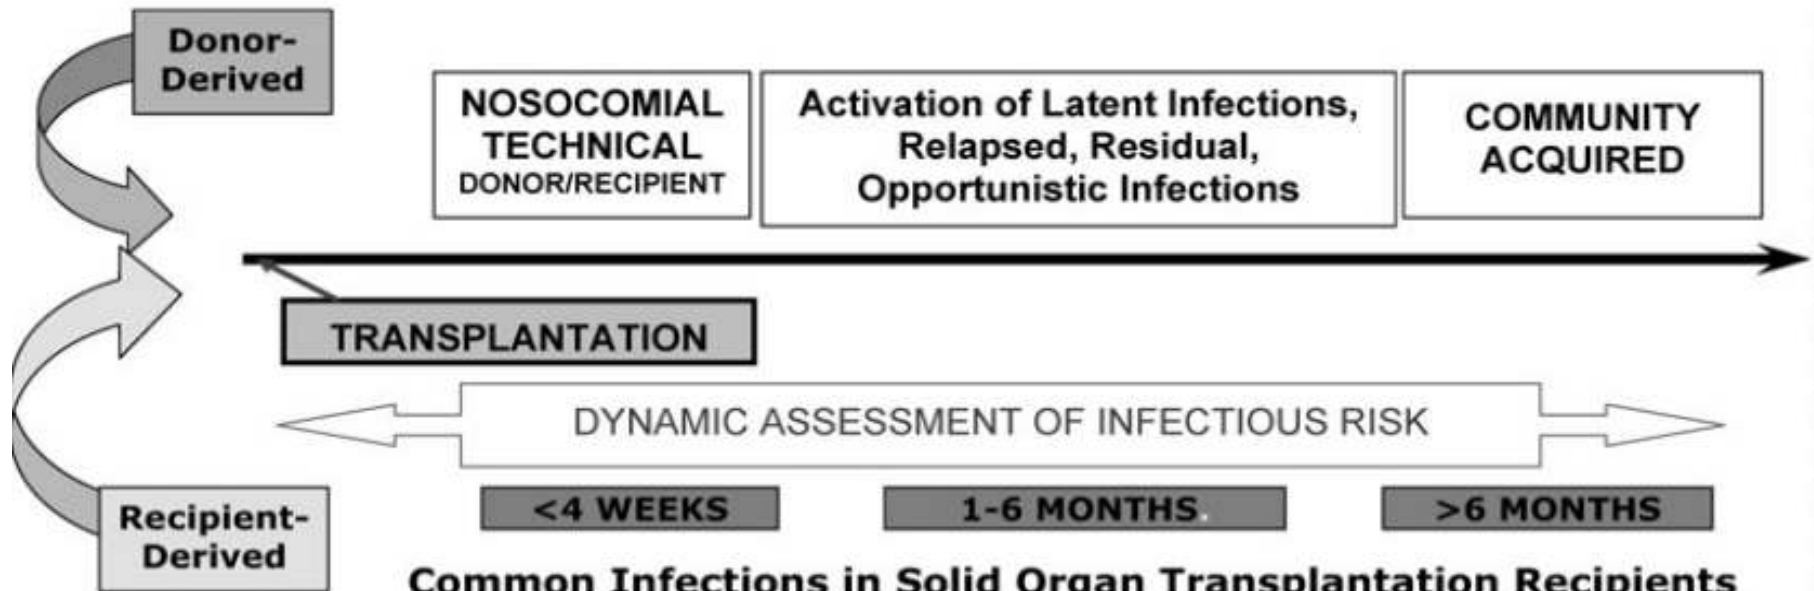 Donor-
Derived
NOSOCOMIAL
TECHNICAL
DONOR/RECIPIENT
Activation of Latent Infections,
Relapsed, Residual,
Opportunistic Infections
COMMUNITY
ACQUIRED
TRANSPLANTATION
DYNAMIC ASSESSMENT OF INFECTIOUS RISK
Recipient-
Derived
<4 WEEKS
1-6 MONTHS.
>6 MONTHS
Common Infections in Solid Organ Transplantation Recipients